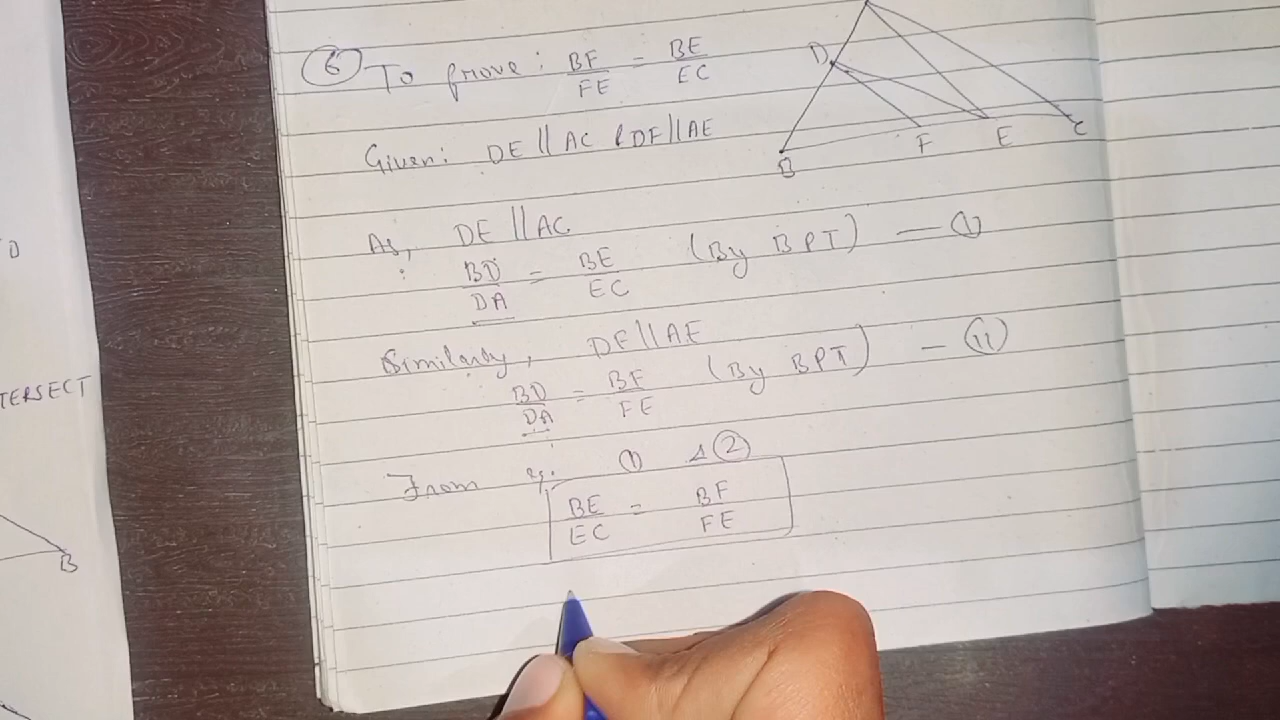 6 To prove: BF/FE = BE/EC
Given: DE || AC & DF || AE
As, DE || AC
: BD/DA = BE/EC (By BPT) — (1)
Similarly, DF || AE
BD/DA = BF/FE (By BPT) — (ii)
From eq. (1) & (2)
BE/EC = BF/FE
D
B
F
E
C
TERSECT
B